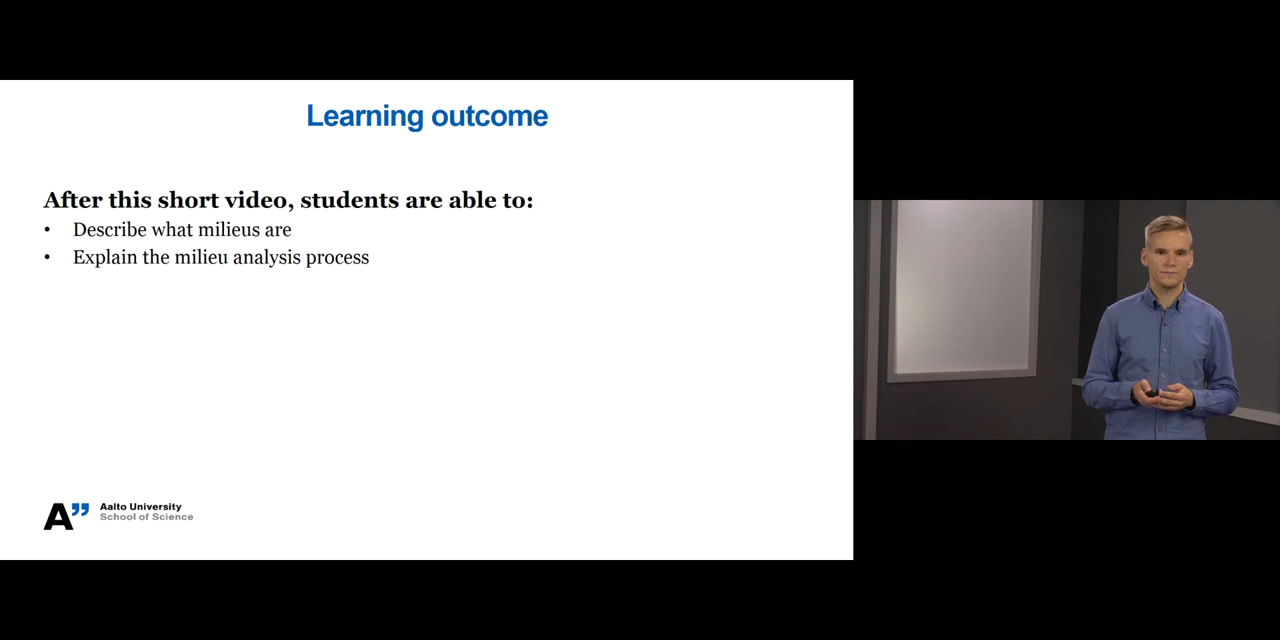 Learning outcome
After this short video, students are able to:
• Describe what milieus are
• Explain the milieu analysis process
A”
Aalto University
School of Science